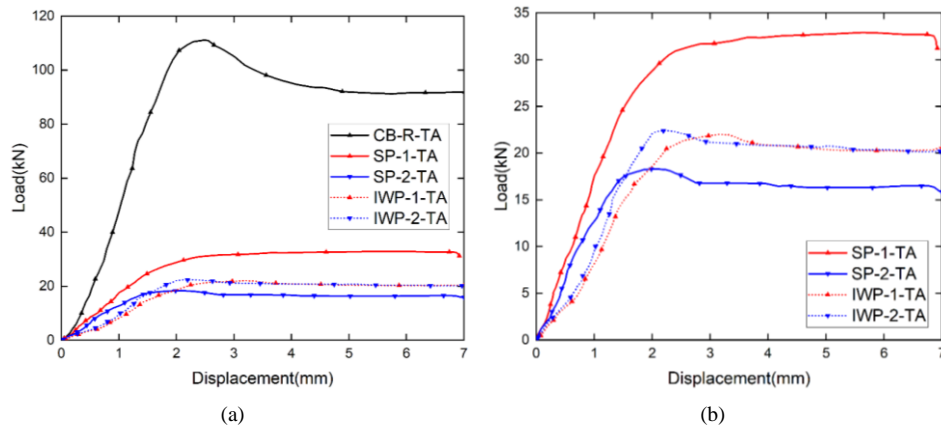 120
100
80
60
40
20
0
Load(kN)
CB-R-TA
SP-1-TA
SP-2-TA
IWP-1-TA
IWP-2-TA
0 1 2 3 4 5 6 7
Displacement(mm)
(a)
35
30
25
20
15
10
5
0
Load(kN)
SP-1-TA
SP-2-TA
IWP-1-TA
IWP-2-TA
0 1 2 3 4 5 6 7
Displacement(mm)
(b)